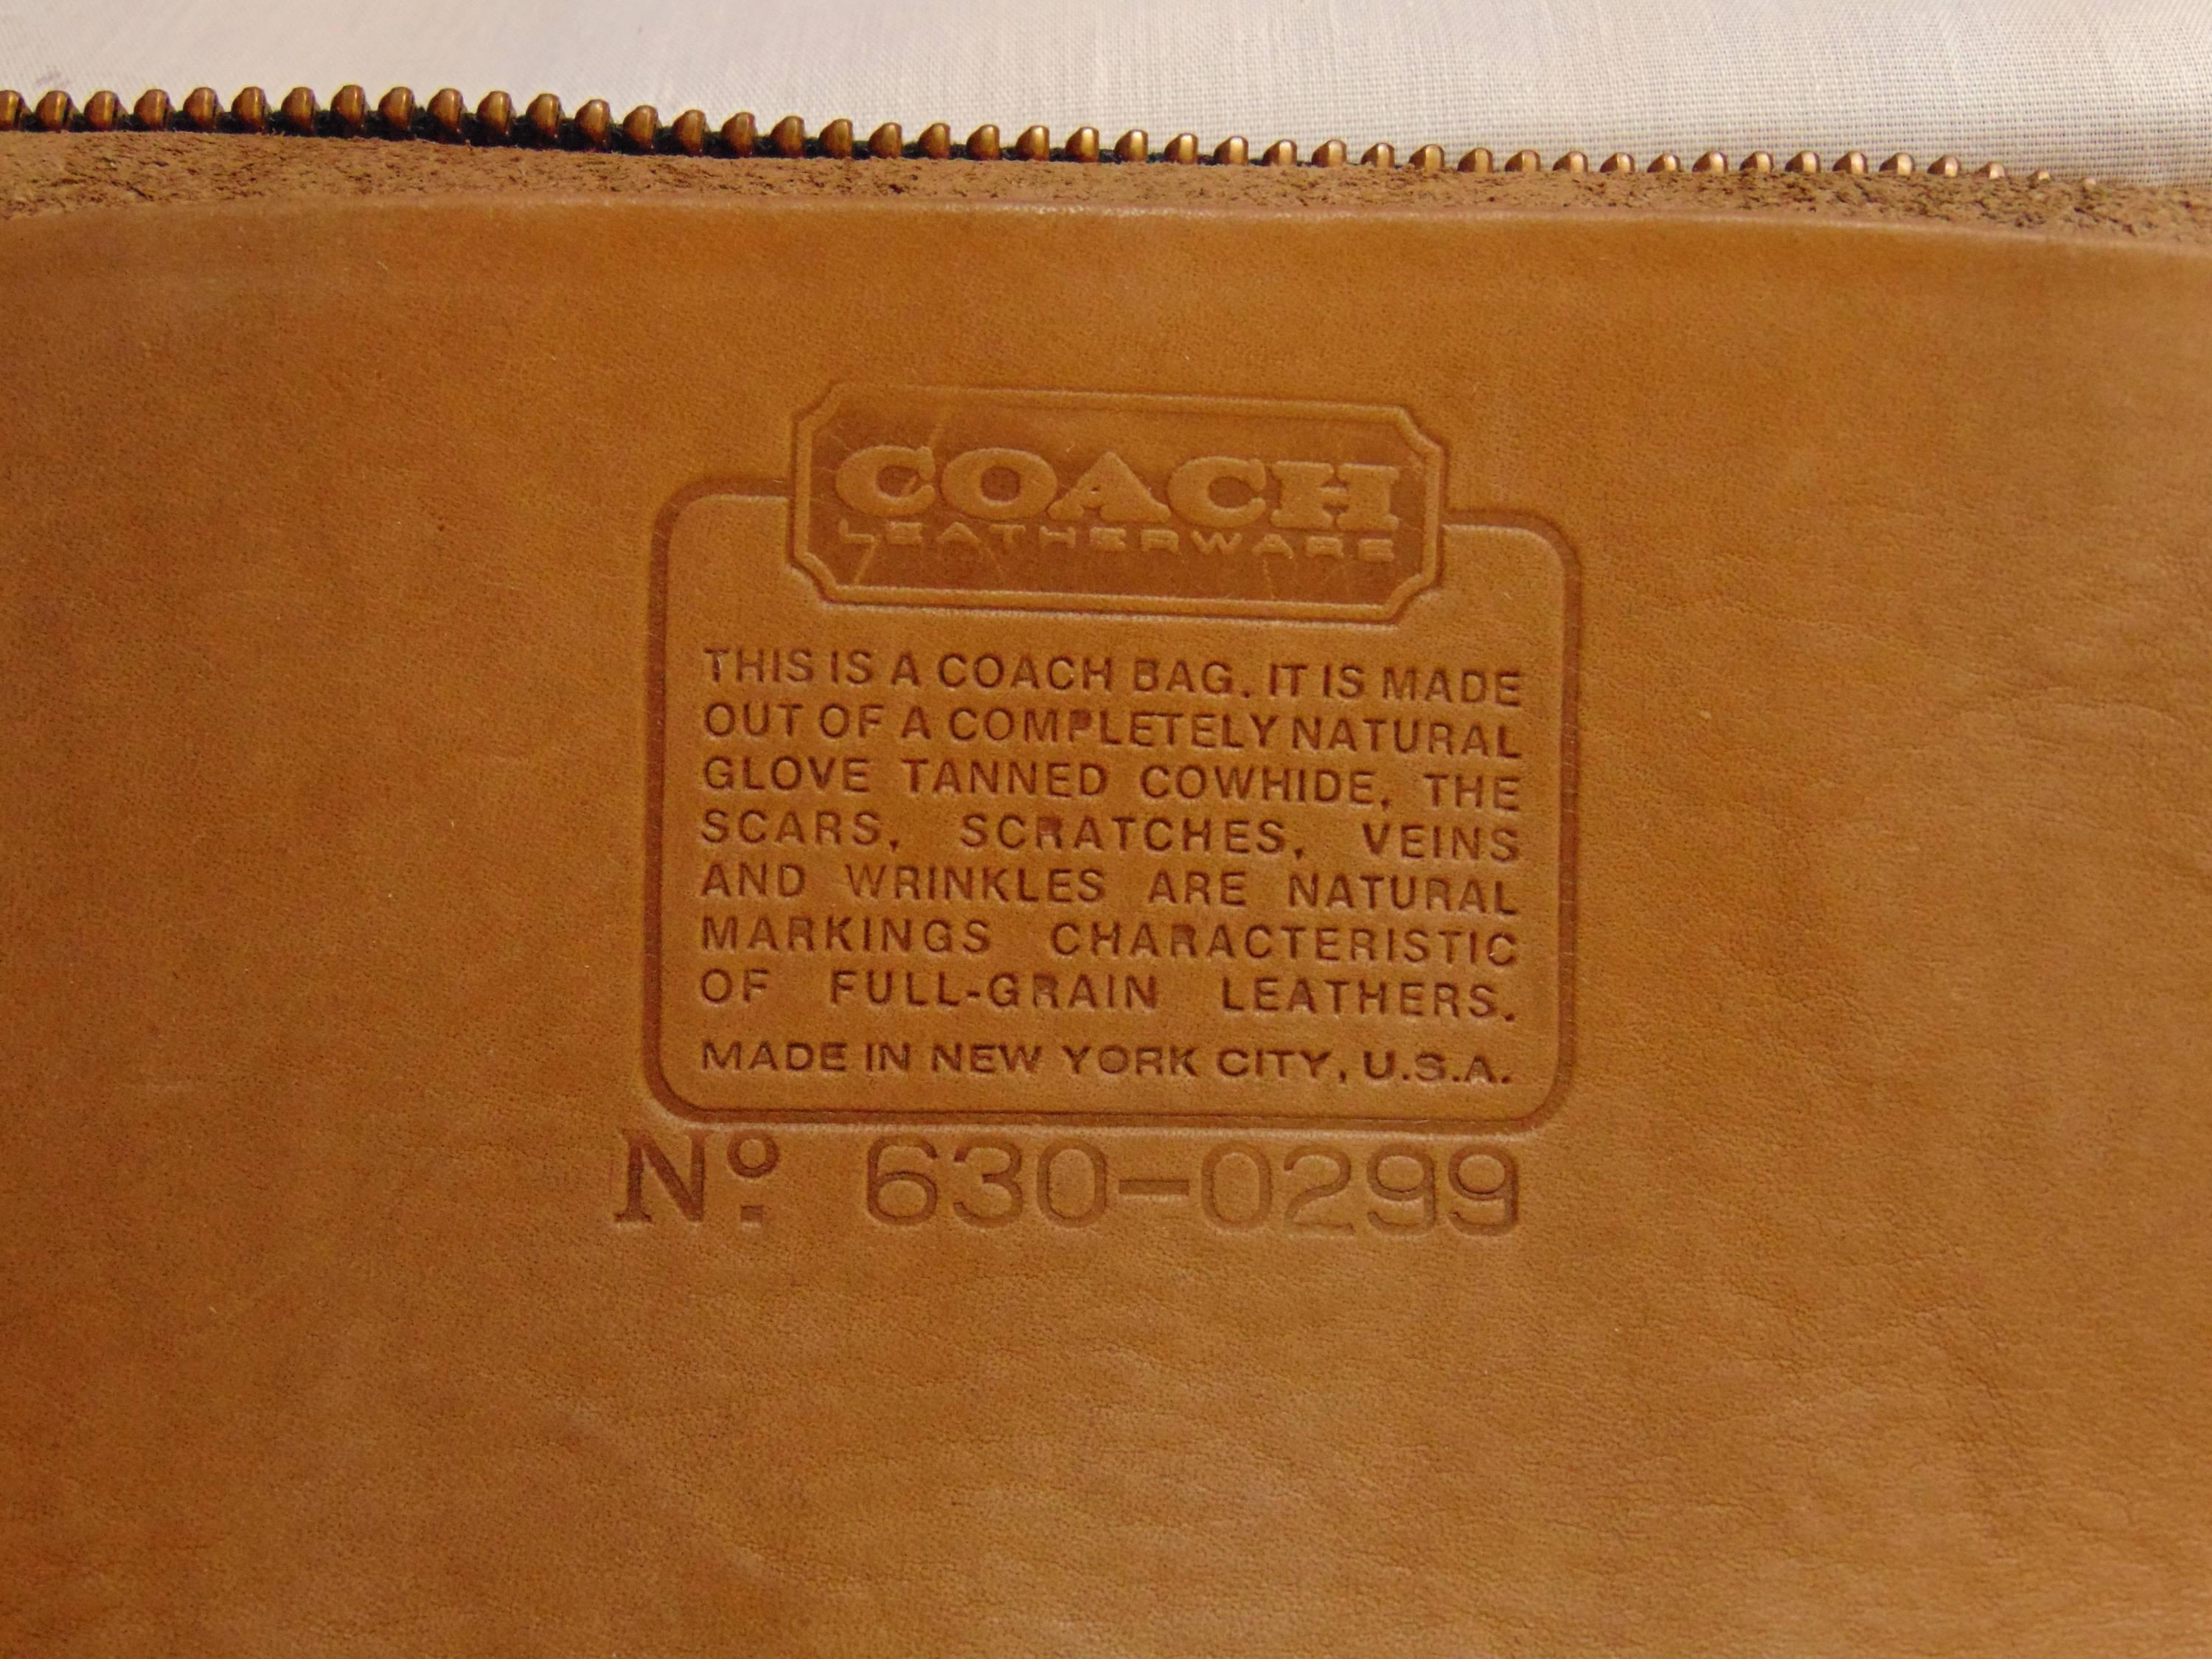 COACH
LEATHERWARE
THIS IS A COACH BAG. IT IS MADE
OUT OF A COMPLETELY NATURAL
GLOVE TANNED COWHIDE, THE
SCARS, SCRATCHES, VEINS
AND WRINKLES ARE NATURAL
MARKINGS CHARACTERISTIC
OF FULL-GRAIN LEATHERS.
MADE IN NEW YORK CITY, U.S.A.
Nº. 630-0299